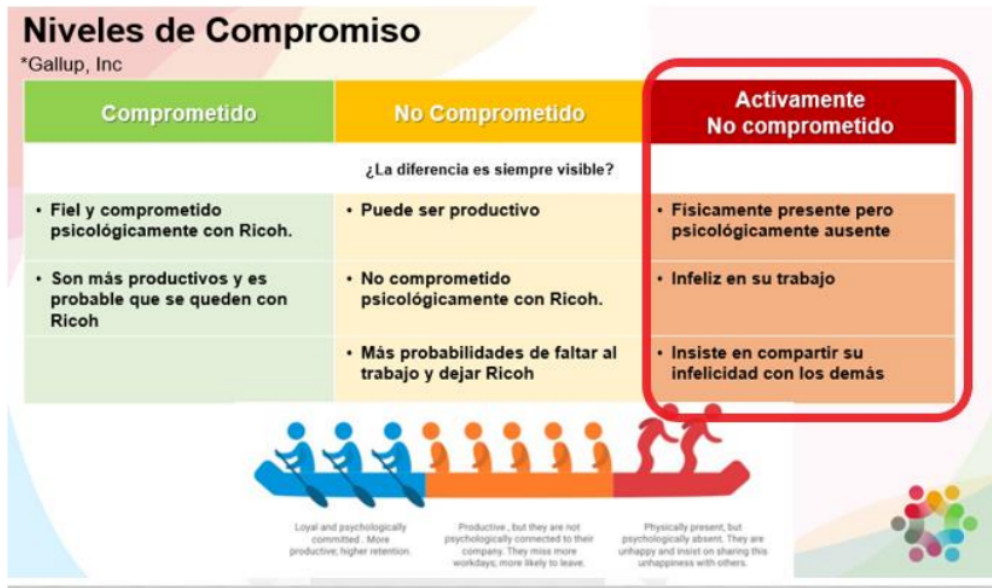 Niveles de Compromiso
*Gallup, Inc
Comprometido
No Comprometido
Activamente
No comprometido
¿La diferencia es siempre visible?
• Fiel y comprometido
psicológicamente con Ricoh.
• Puede ser productivo
• Físicamente presente pero
psicológicamente ausente
• Son más productivos y es
probable que se queden con
Ricoh
• No comprometido
psicológicamente con Ricoh.
• Infeliz en su trabajo
• Más probabilidades de faltar al
trabajo y dejar Ricoh
• Insiste en compartir su
infelicidad con los demás
Loyal and psychologically
committed . More
productive; higher retention.
Productive , but they are not
psychologically connected to their
company. They miss more
workdays; more likely to leave.
Physically present, but
psychologically absent. They are
unhappy and insist on sharing this
unhappiness with others.